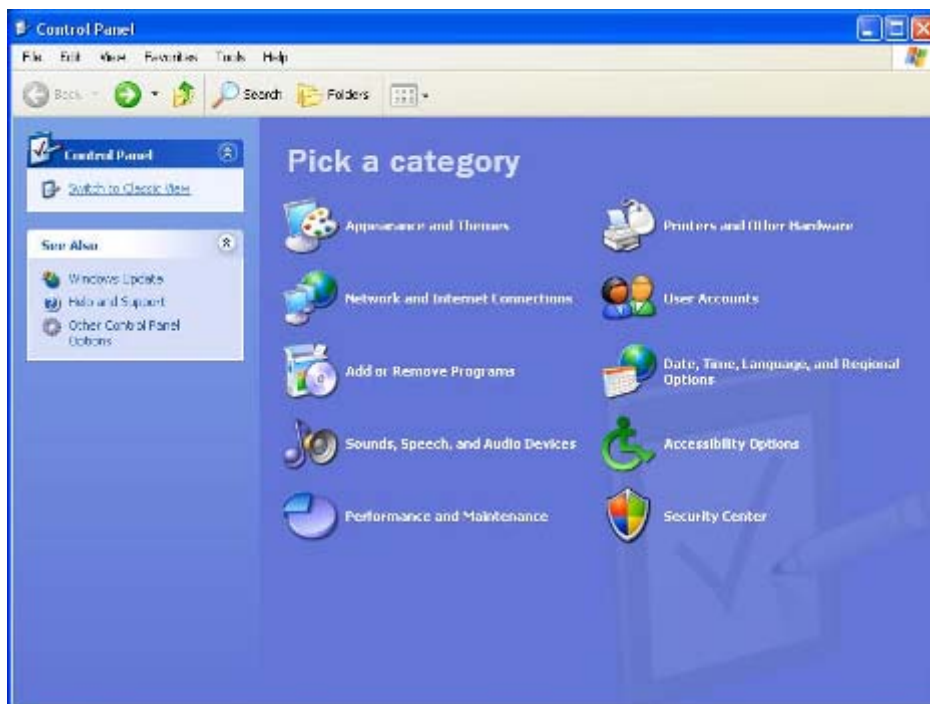 Control Panel
File Edit View Favorites Tools Help
Back Search Folders
Control Panel
Switch to Classic View
See Also
Windows Update
Help and Support
Other Control Panel
Options
Pick a category
Appearance and Themes
Printers and Other Hardware
Network and Internet Connections
User Accounts
Add or Remove Programs
Date, Time, Language, and Regional
Options
Sounds, Speech, and Audio Devices
Accessibility Options
Performance and Maintenance
Security Center